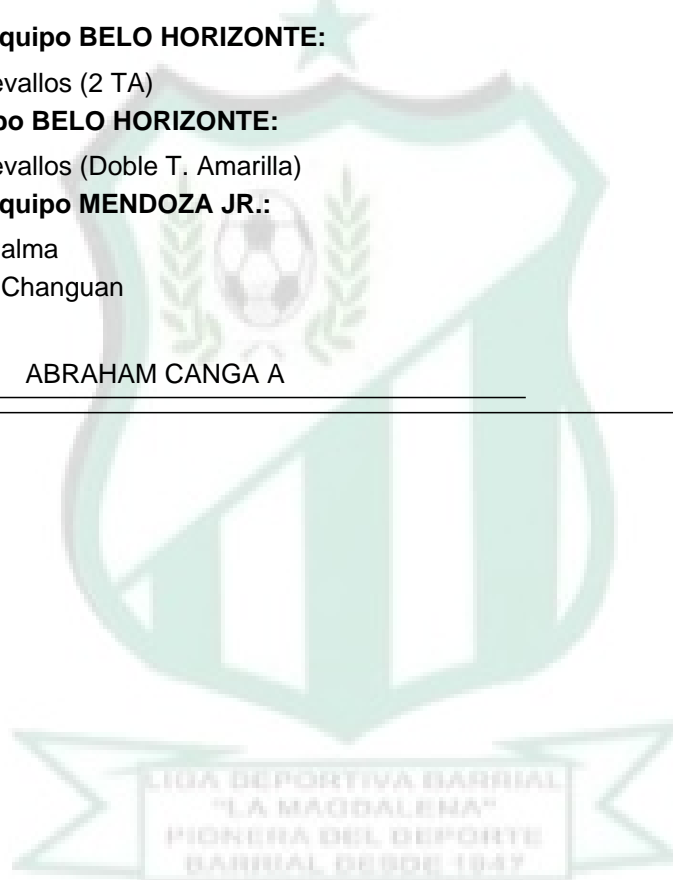 quipo BELO HORIZONTE:
evallos (2 TA)
po BELO HORIZONTE:
evallos (Doble T. Amarilla)
quipo MENDOZA JR.:
alma
Changuan
ABRAHAM CANGA A
LIGA DEPORTIVA BARRIAL
"LA MAGDALENA"
PIONERA DEL DEPORTE
BARRIAL DESDE 1947